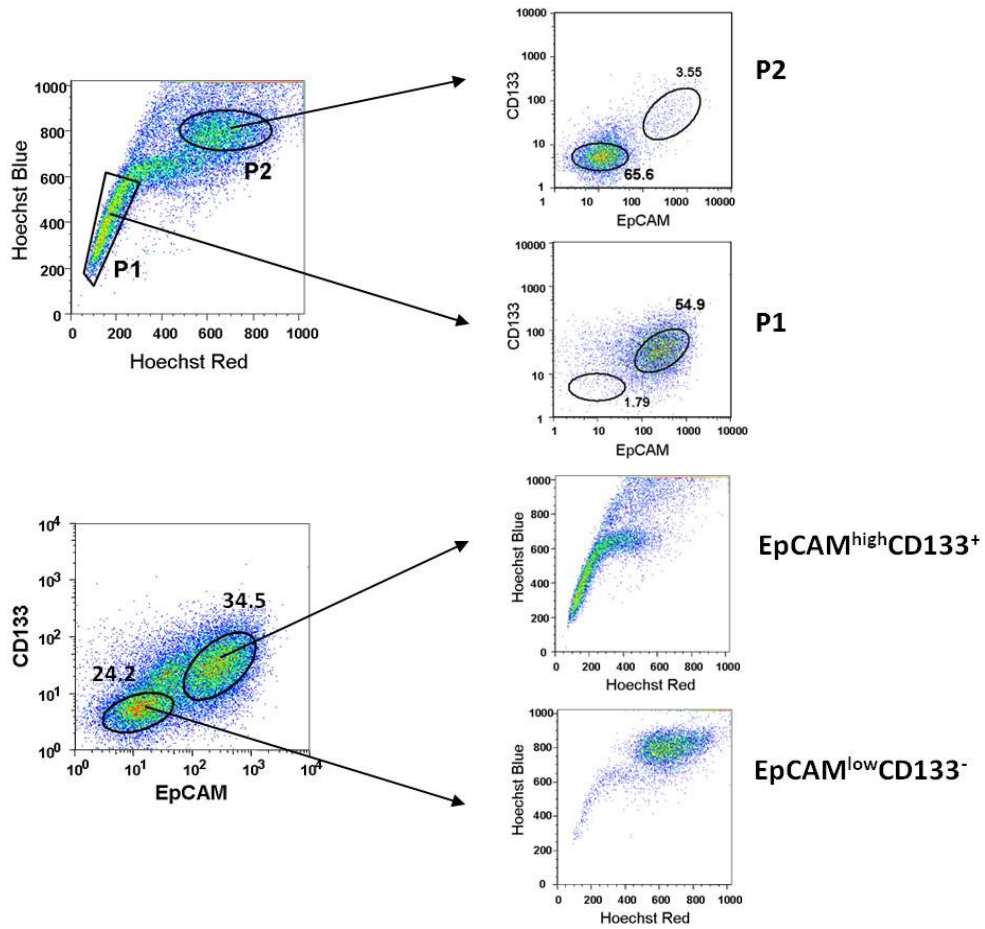 1000
800
600
400
200
0
Hoechst Blue
P2
P1
0 200 400 600 800 1000
Hoechst Red
10000
1000
100
10
1
CD133
3.55
65.6
1 10 100 1000 10000
EpCAM
P2
10000
1000
100
10
1
CD133
54.9
1.79
1 10 100 1000 10000
EpCAM
P1
10⁴
10³
10²
10¹
10⁰
CD133
34.5
24.2
10⁰ 10¹ 10² 10³ 10⁴
EpCAM
1000
800
600
400
200
0
Hoechst Blue
0 200 400 600 800 1000
Hoechst Red
EpCAMhighCD133+
1000
800
600
400
200
0
Hoechst Blue
0 200 400 600 800 1000
Hoechst Red
EpCAMlowCD133-